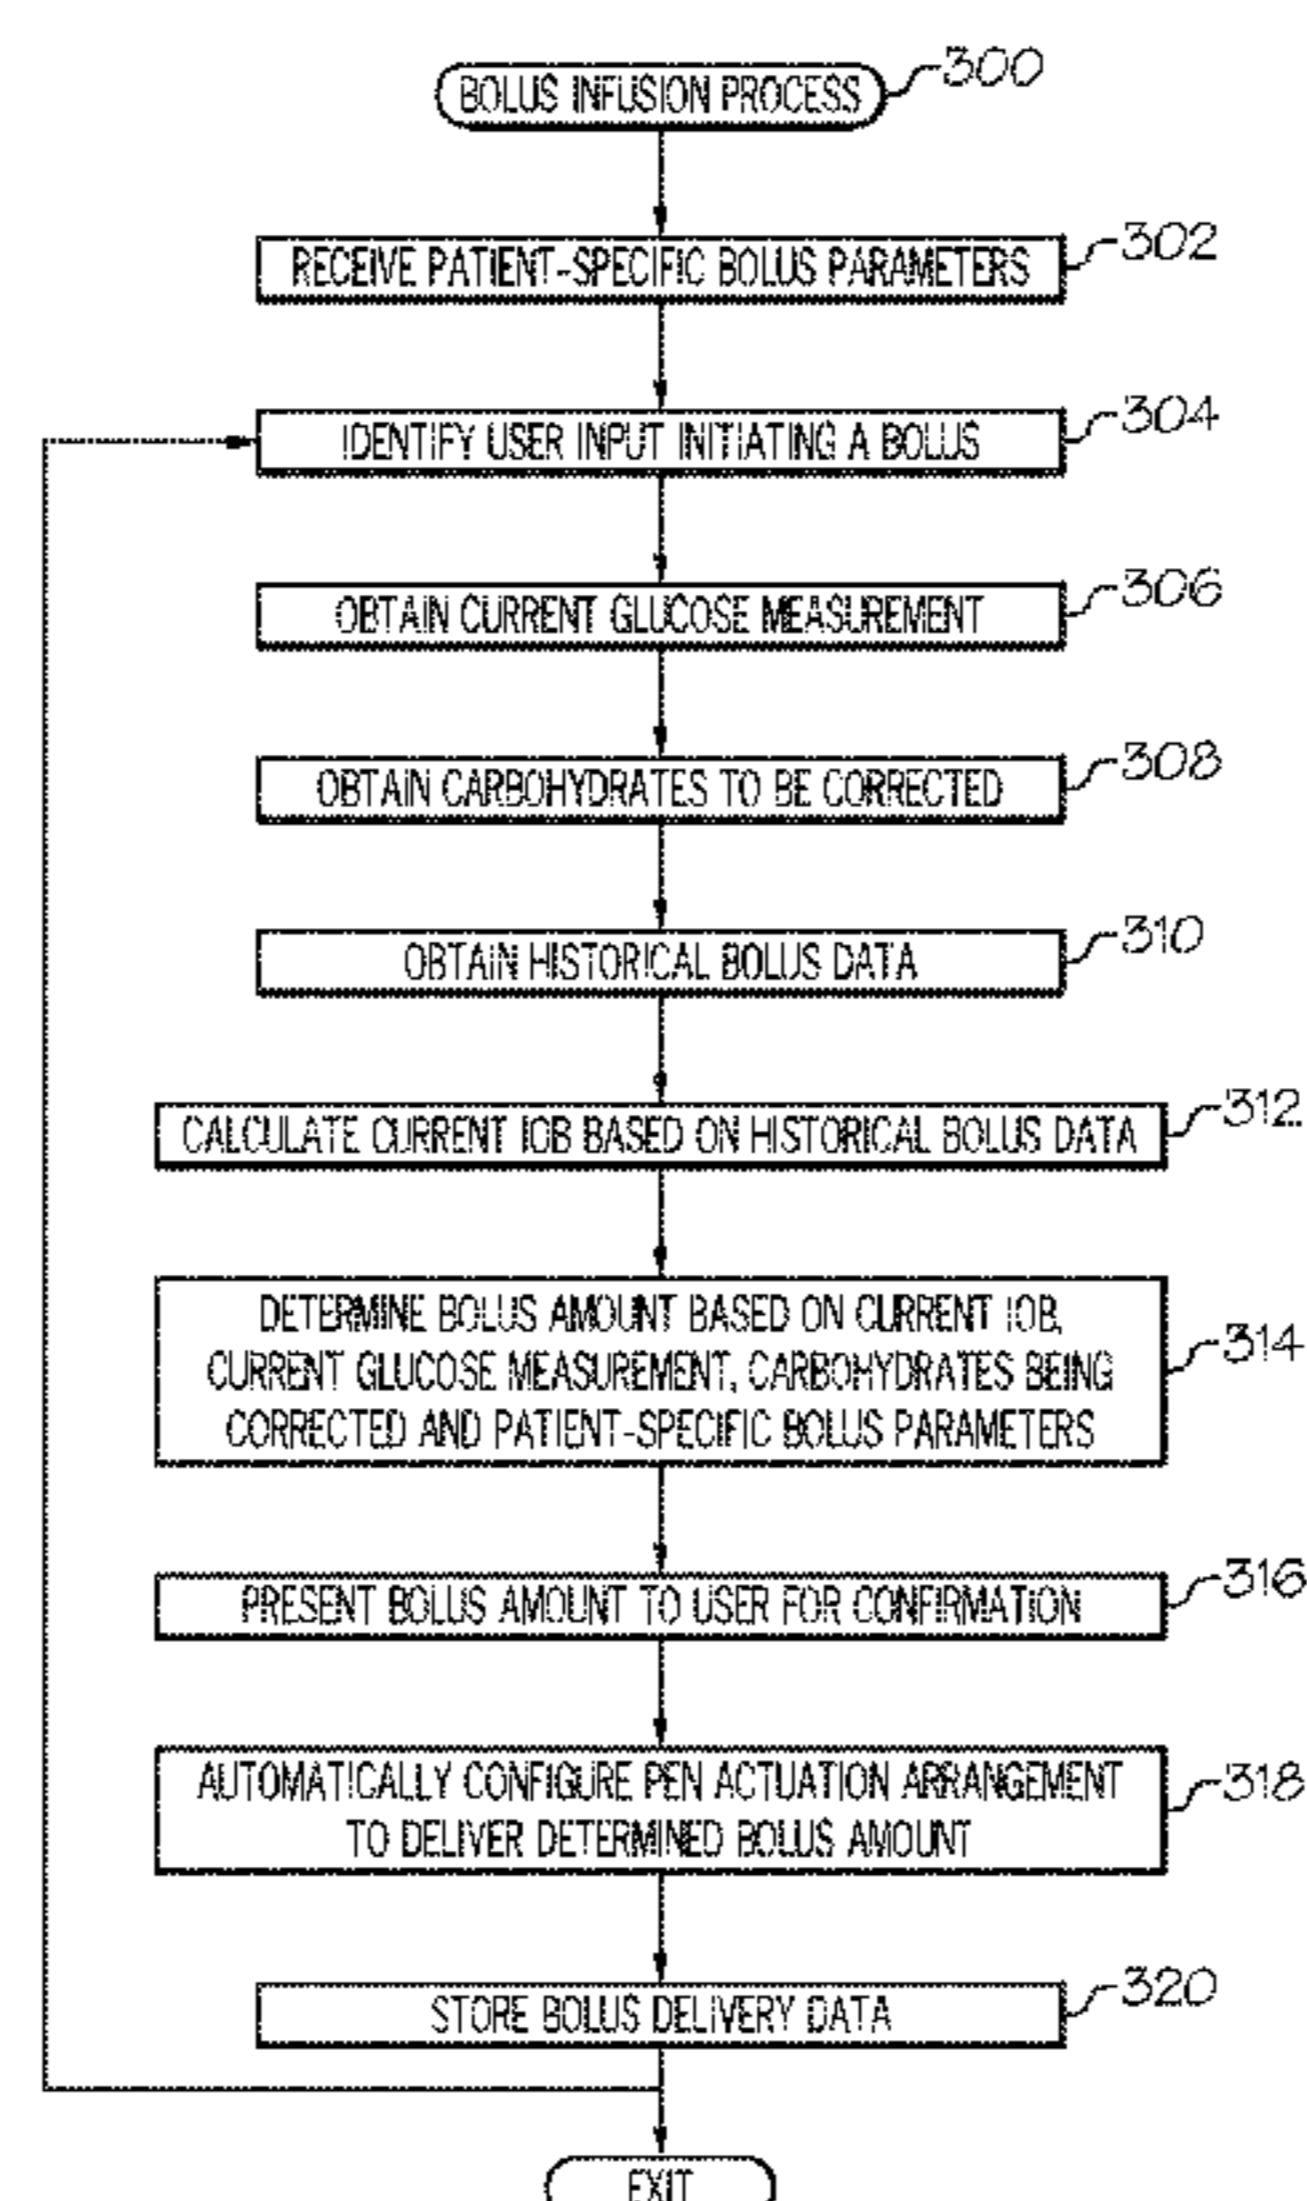 BOLUS INFUSION PROCESS
300
RECEIVE PATIENT-SPECIFIC BOLUS PARAMETERS
302
IDENTIFY USER INPUT INITIATING A BOLUS
304
OBTAIN CURRENT GLUCOSE MEASUREMENT
306
OBTAIN CARBOHYDRATES TO BE CORRECTED
308
OBTAIN HISTORICAL BOLUS DATA
310
CALCULATE CURRENT IOB BASED ON HISTORICAL BOLUS DATA
312
DETERMINE BOLUS AMOUNT BASED ON CURRENT IOB,
CURRENT GLUCOSE MEASUREMENT, CARBOHYDRATES BEING
CORRECTED AND PATIENT-SPECIFIC BOLUS PARAMETERS
314
PRESENT BOLUS AMOUNT TO USER FOR CONFIRMATION
316
AUTOMATICALLY CONFIGURE PEN ACTUATION ARRANGEMENT
TO DELIVER DETERMINED BOLUS AMOUNT
318
STORE BOLUS DELIVERY DATA
320
EXIT